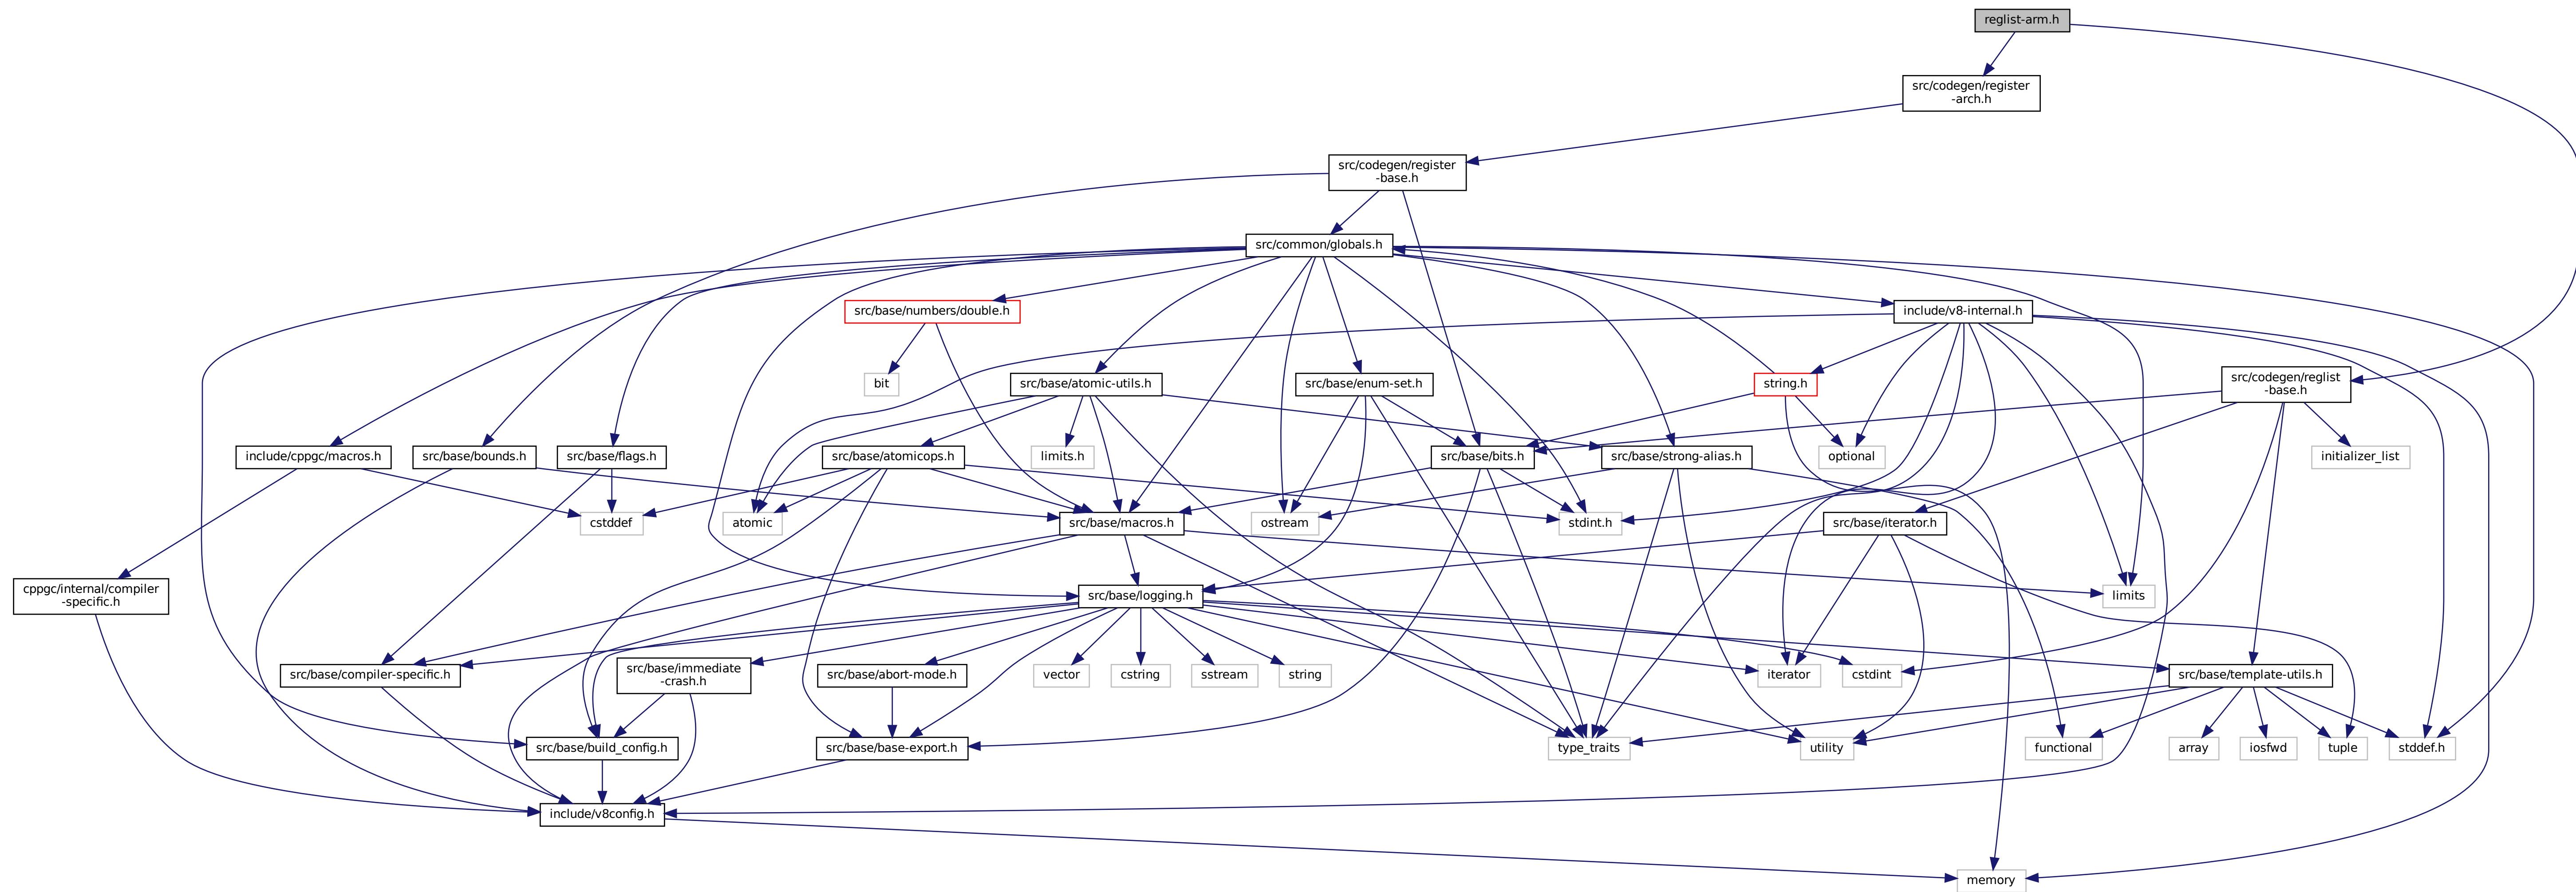 reglist-arm.h
src/codegen/register
-arch.h
src/codegen/register
-base.h
src/common/globals.h
src/base/numbers/double.h
include/v8-internal.h
bit
src/base/atomic-utils.h
src/base/enum-set.h
string.h
src/codegen/reglist
-base.h
include/cppgc/macros.h
src/base/bounds.h
src/base/flags.h
src/base/atomicops.h
limits.h
src/base/bits.h
src/base/strong-alias.h
optional
initializer_list
cstddef
atomic
src/base/macros.h
ostream
stdint.h
src/base/iterator.h
cppgc/internal/compiler
-specific.h
src/base/logging.h
limits
src/base/compiler-specific.h
src/base/immediate
-crash.h
src/base/abort-mode.h
vector
cstring
sstream
string
iterator
cstdint
src/base/template-utils.h
src/base/build_config.h
src/base/base-export.h
type_traits
utility
functional
array
iosfwd
tuple
stddef.h
include/v8config.h
memory